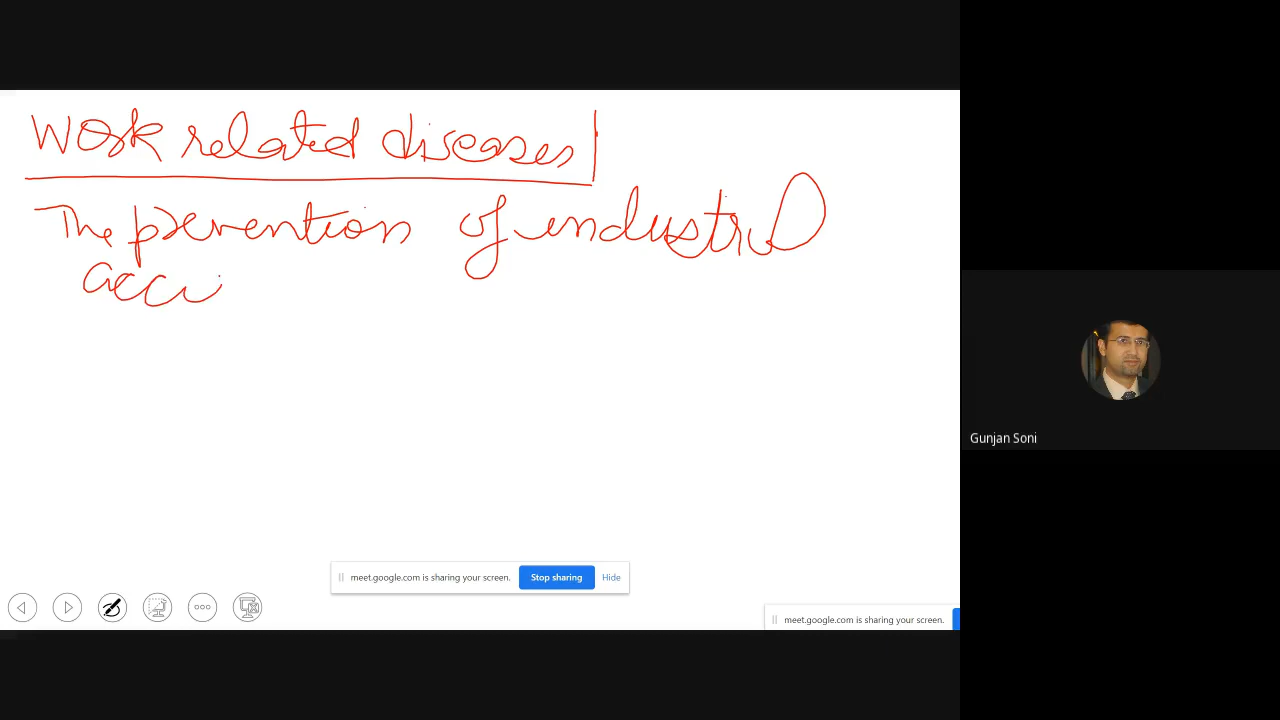 Work related diseases
The prevention of industrial
acci
Gunjan Soni
meet.google.com is sharing your screen. Stop sharing Hide
meet.google.com is sharing your screen.